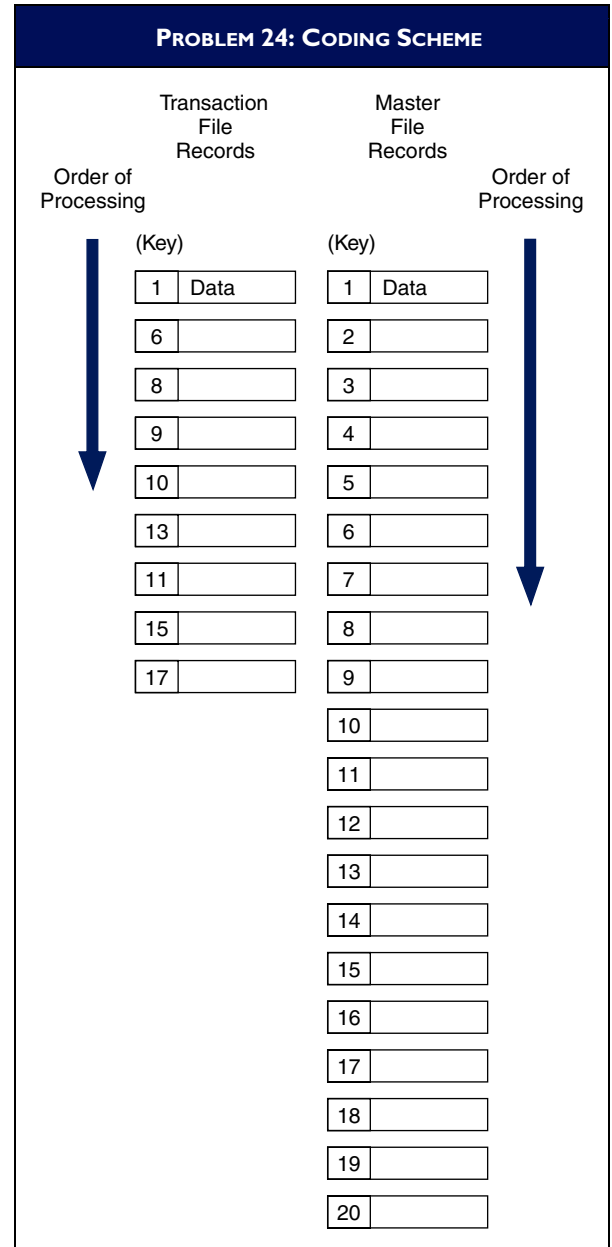 PROBLEM 24: CODING SCHEME
Transaction
File
Records
Master
File
Records
Order of
Processing
Order of
Processing
(Key)
(Key)
1 Data
1 Data
6
2
8
3
9
4
10
5
13
6
11
7
15
8
17
9
10
11
12
13
14
15
16
17
18
19
20